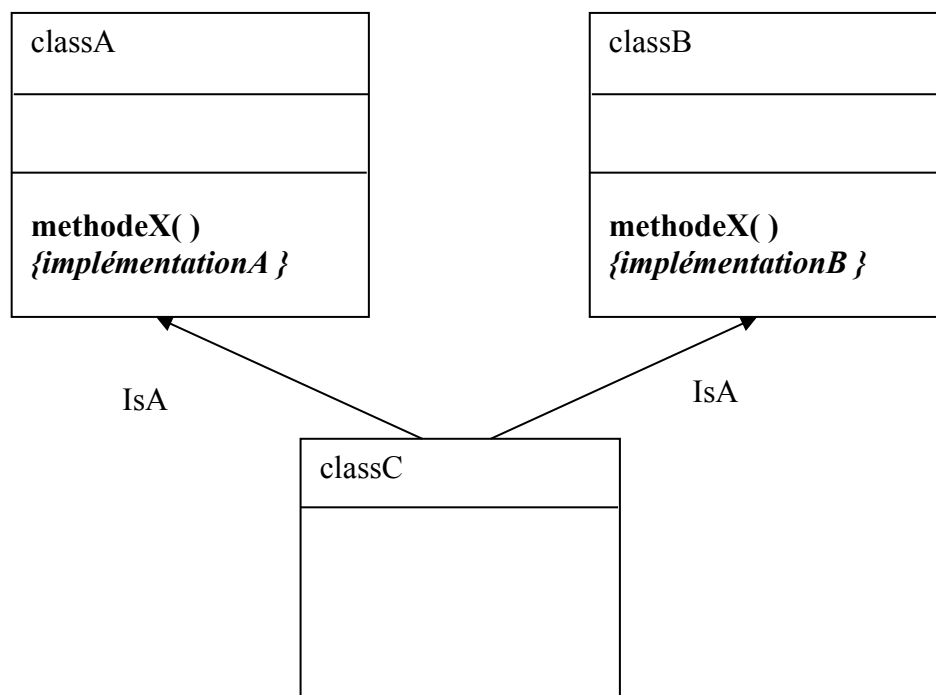 classA
classB
methodeX( )
{implémentationA }
methodeX( )
{implémentationB }
IsA
IsA
classC